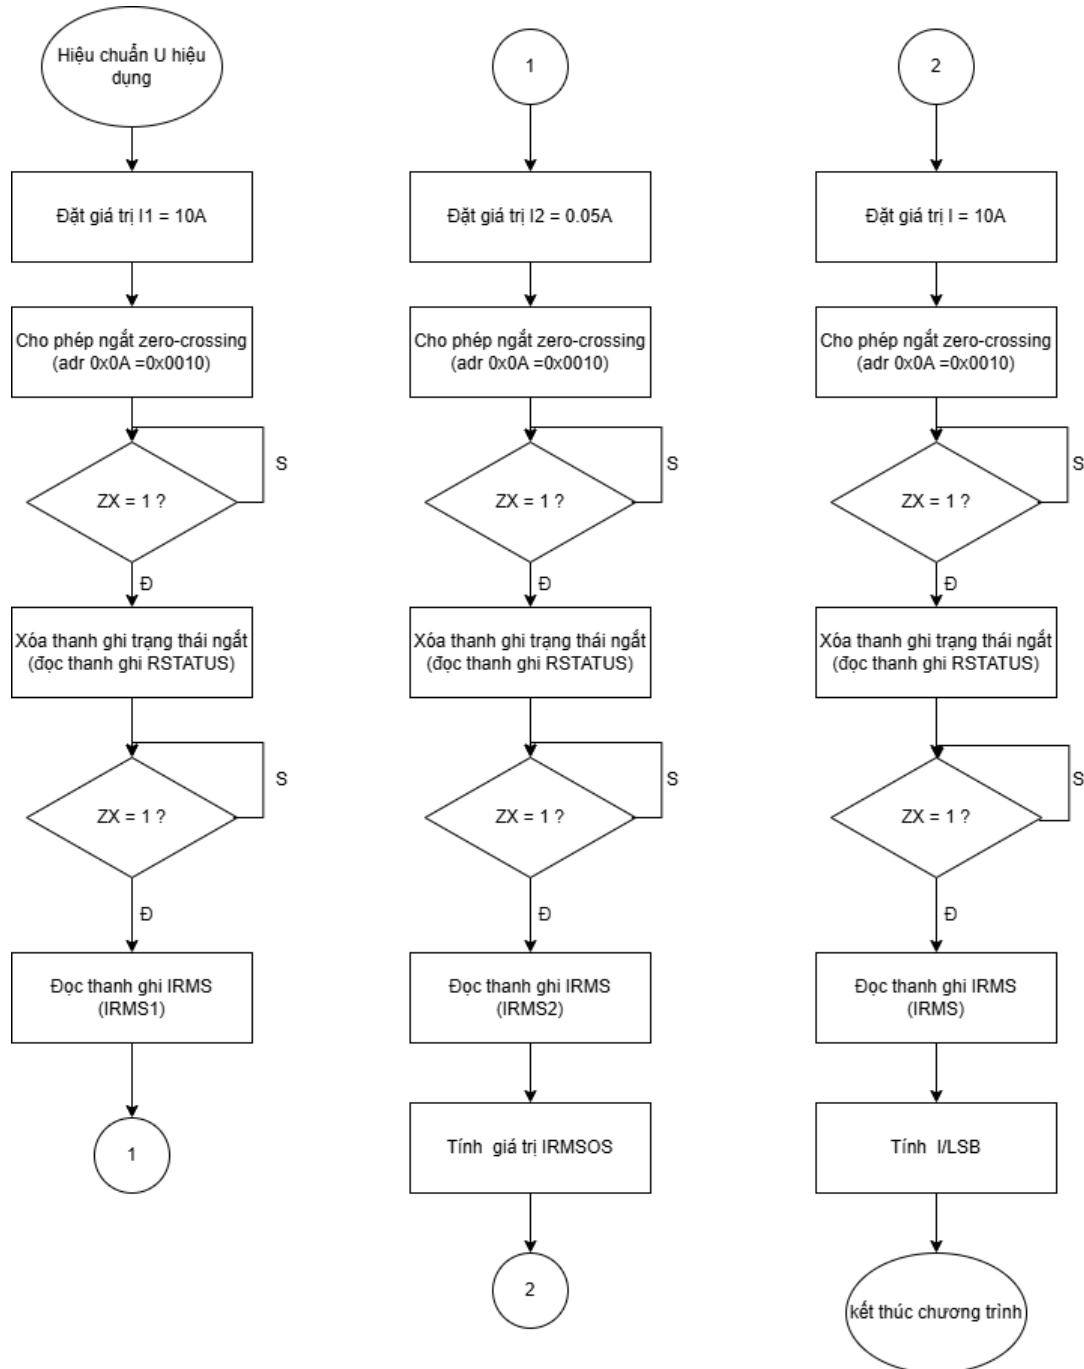 Hiệu chuẩn U hiệu
dụng
Đặt giá trị I1 = 10A
Cho phép ngắt zero-crossing
(adr 0x0A =0x0010)
S
ZX = 1 ?
Đ
Xóa thanh ghi trạng thái ngắt
(đọc thanh ghi RSTATUS)
S
ZX = 1 ?
Đ
Đọc thanh ghi IRMS
(IRMS1)
1
1
Đặt giá trị I2 = 0.05A
Cho phép ngắt zero-crossing
(adr 0x0A =0x0010)
S
ZX = 1 ?
Đ
Xóa thanh ghi trạng thái ngắt
(đọc thanh ghi RSTATUS)
S
ZX = 1 ?
Đ
Đọc thanh ghi IRMS
(IRMS2)
Tính giá trị IRMSOS
2
2
Đặt giá trị I = 10A
Cho phép ngắt zero-crossing
(adr 0x0A =0x0010)
S
ZX = 1 ?
Đ
Xóa thanh ghi trạng thái ngắt
(đọc thanh ghi RSTATUS)
S
ZX = 1 ?
Đ
Đọc thanh ghi IRMS
(IRMS)
Tính I/LSB
kết thúc chương trình